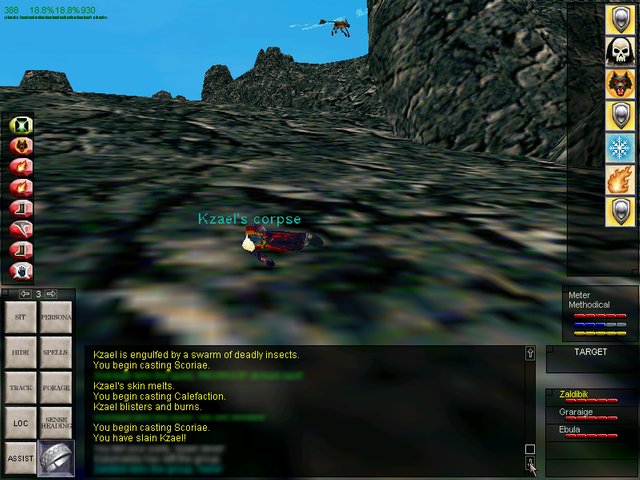 388 18.8%18.8%930
Kzael's corpse
3
SIT
PERSONA
HIDE
SPELLS
TRACK
FORAGE
LOC
SENSE HEADING
ASSIST
Kzael is engulfed by a swarm of deadly insects.
You begin casting Scoriae.
Kzael's skin melts.
You begin casting Calefaction.
Kzael blisters and burns.
You begin casting Scoriae.
You have slain Kzael!
Meter
Methodical
TARGET
Zaldibik
Graraige
Ebula